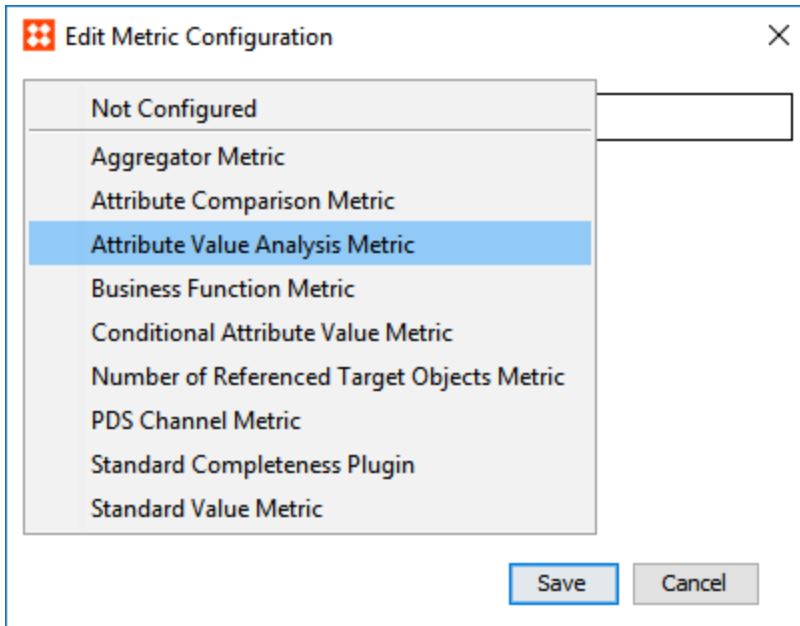 Edit Metric Configuration
Not Configured
Aggregator Metric
Attribute Comparison Metric
Attribute Value Analysis Metric
Business Function Metric
Conditional Attribute Value Metric
Number of Referenced Target Objects Metric
PDS Channel Metric
Standard Completeness Plugin
Standard Value Metric
Save Cancel